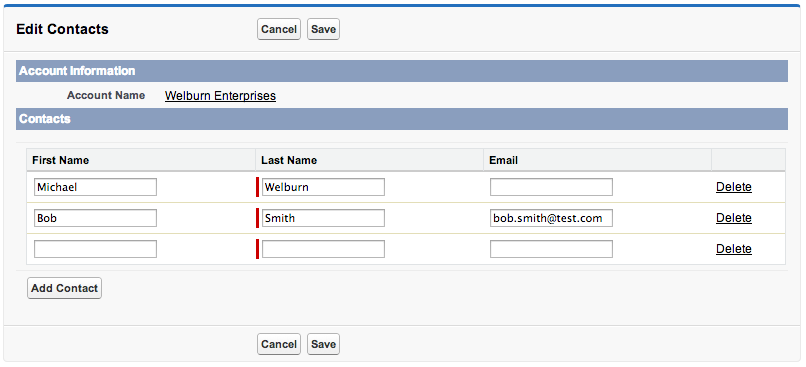 Edit Contacts Cancel Save
Account Information
Account Name Welburn Enterprises
Contacts
First Name Last Name Email
Michael Welburn Delete
Bob Smith bob.smith@test.com Delete
Delete
Add Contact
Cancel Save